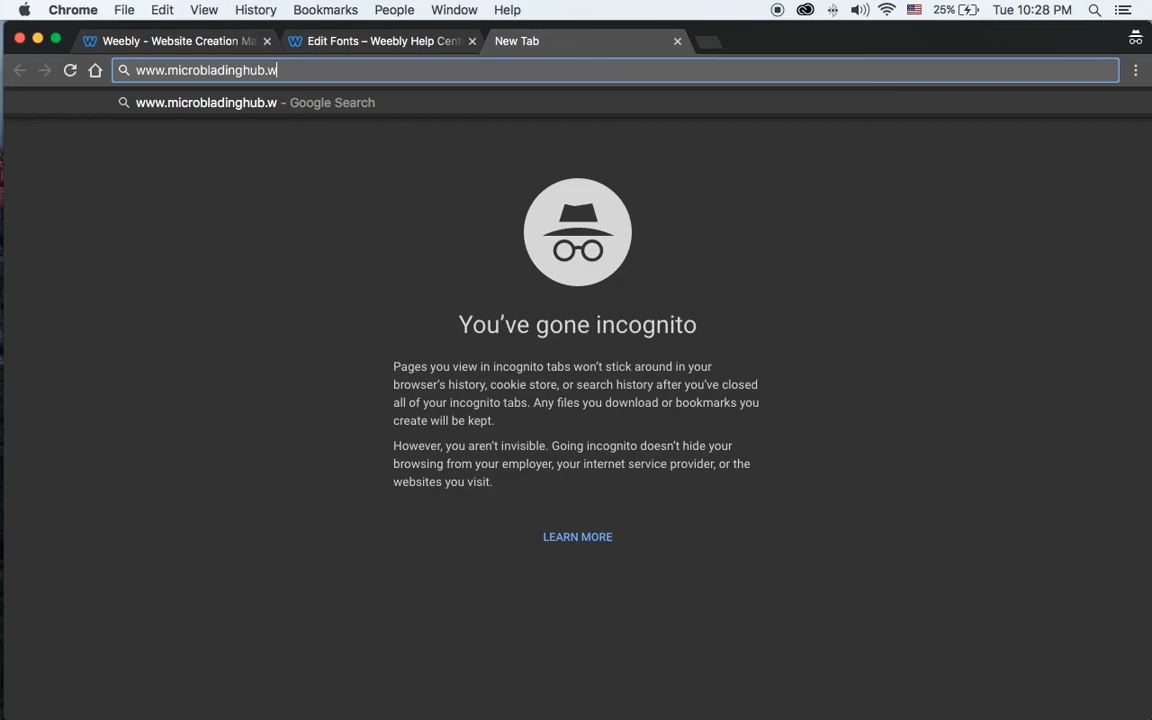 Chrome File Edit View History Bookmarks People Window Help 25% Tue 10:28 PM
Weebly - Website Creation Ma Edit Fonts – Weebly Help Cent New Tab
www.microbladinghub.w
www.microbladinghub.w - Google Search
You've gone incognito
Pages you view in incognito tabs won't stick around in your
browser's history, cookie store, or search history after you've closed
all of your incognito tabs. Any files you download or bookmarks you
create will be kept.
However, you aren't invisible. Going incognito doesn't hide your
browsing from your employer, your internet service provider, or the
websites you visit.
LEARN MORE